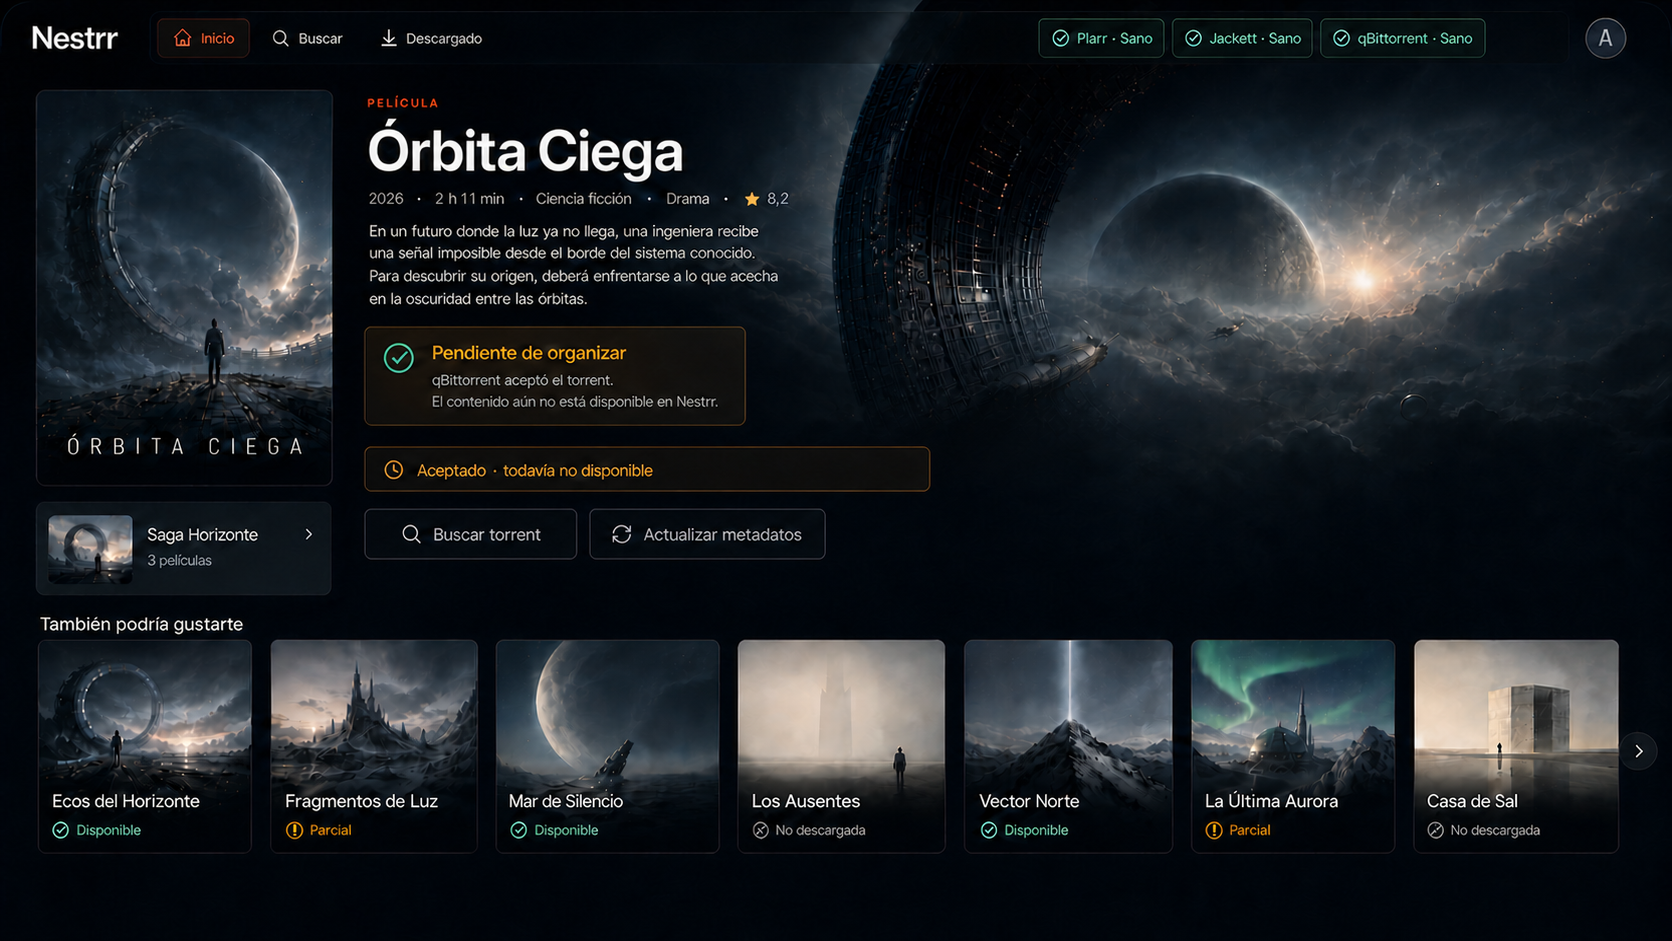 Nestrr
Inicio
Buscar
Descargado
Plarr · Sano
Jackett · Sano
qBittorrent · Sano
A
PELÍCULA
Órbita Ciega
2026 · 2 h 11 min · Ciencia ficción · Drama · 8,2
En un futuro donde la luz ya no llega, una ingeniera recibe
una señal imposible desde el borde del sistema conocido.
Para descubrir su origen, deberá enfrentarse a lo que acecha
en la oscuridad entre las órbitas.
Pendiente de organizar
qBittorrent aceptó el torrent.
El contenido aún no está disponible en Nestrr.
ÓRBITA CIEGA
Aceptado · todavía no disponible
Buscar torrent
Actualizar metadatos
Saga Horizonte
3 películas
También podría gustarte
Ecos del Horizonte
Disponible
Fragmentos de Luz
Parcial
Mar de Silencio
Disponible
Los Ausentes
No descargada
Vector Norte
Disponible
La Última Aurora
Parcial
Casa de Sal
No descargada